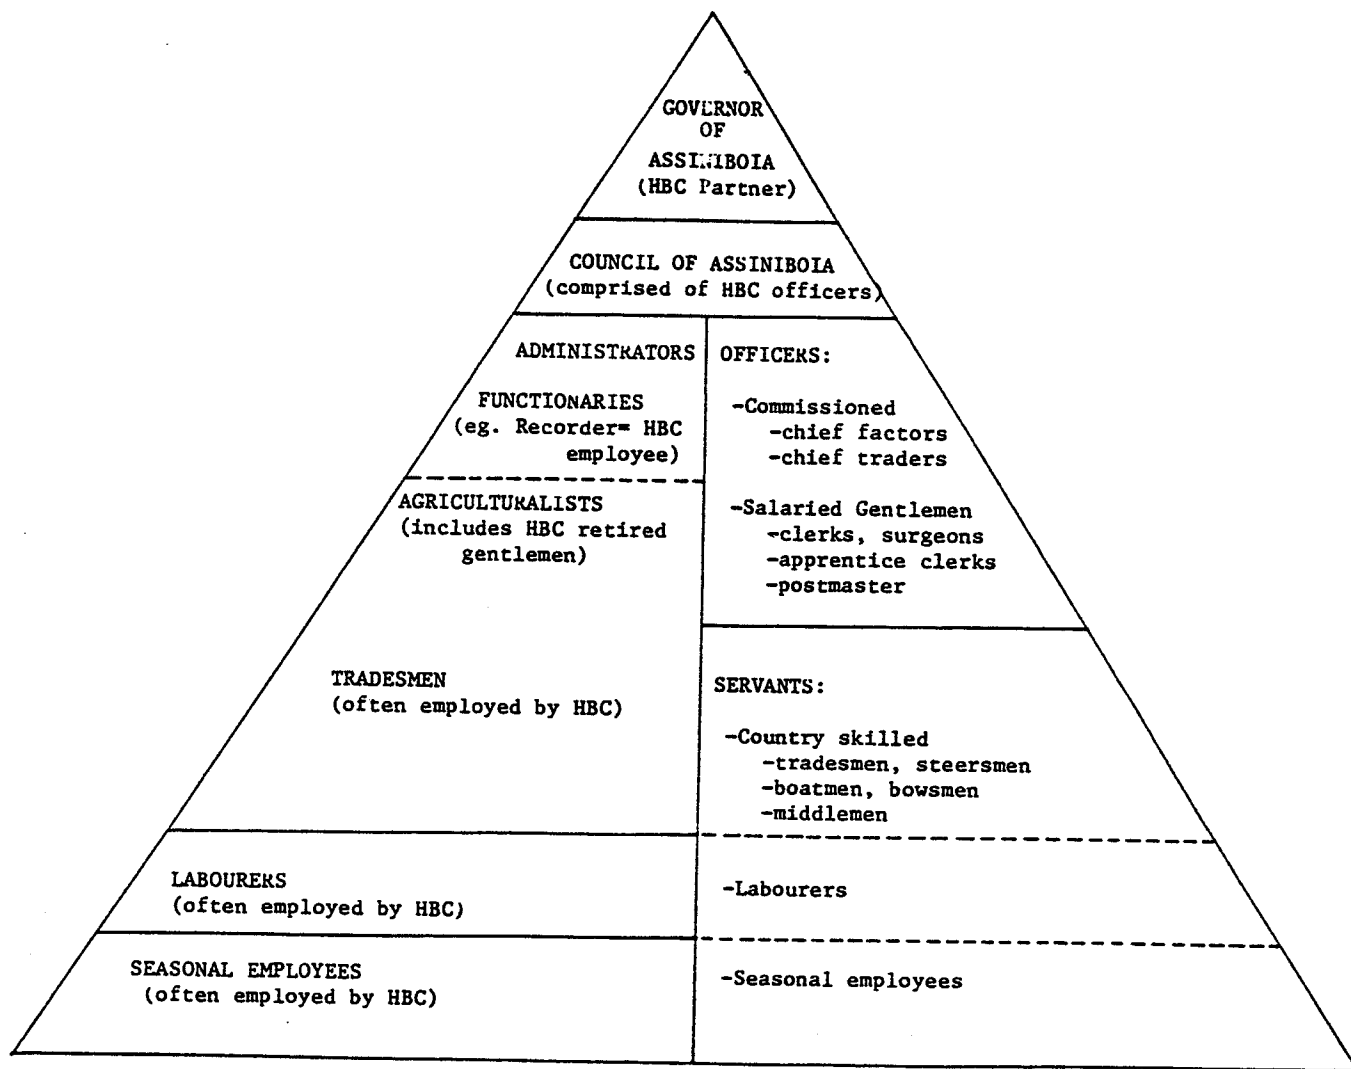 GOVERNOR
OF
ASSINIBOIA
(HBC Partner)
COUNCIL OF ASSINIBOIA
(comprised of HBC officers)
ADMINISTRATORS
FUNCTIONARIES
(eg. Recorder= HBC
employee)
AGRICULTURALISTS
(includes HBC retired
gentlemen)
TRADESMEN
(often employed by HBC)
OFFICERS:
-Commissioned
-chief factors
-chief traders
-Salaried Gentlemen
-clerks, surgeons
-apprentice clerks
-postmaster
SERVANTS:
-Country skilled
-tradesmen, steersmen
-boatmen, bowsmen
-middlemen
LABOURERS
(often employed by HBC)
-Labourers
SEASONAL EMPLOYEES
(often employed by HBC)
-Seasonal employees